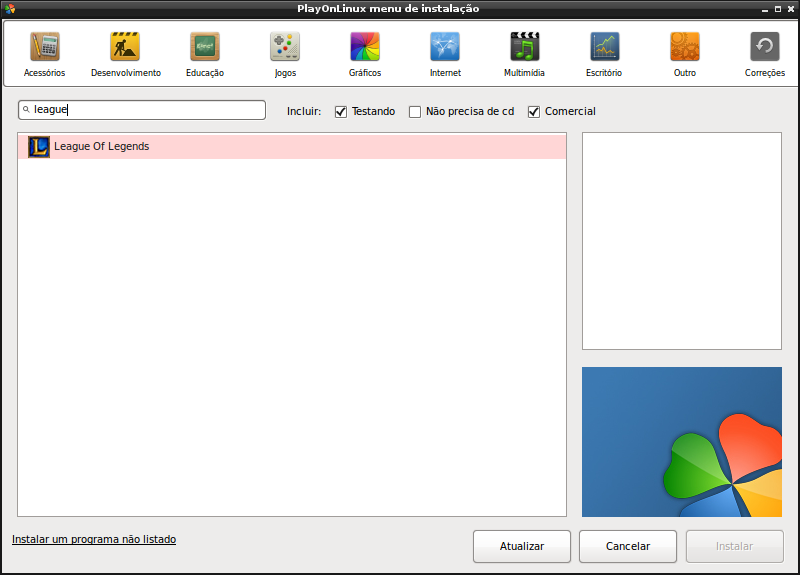 PlayOnLinux menu de instalação
Acessórios Desenvolvimento Educação Jogos Gráficos Internet Multimídia Escritório Outro Correções
league Incluir: Testando Não precisa de cd Comercial
League Of Legends
Instalar um programa não listado Atualizar Cancelar Instalar